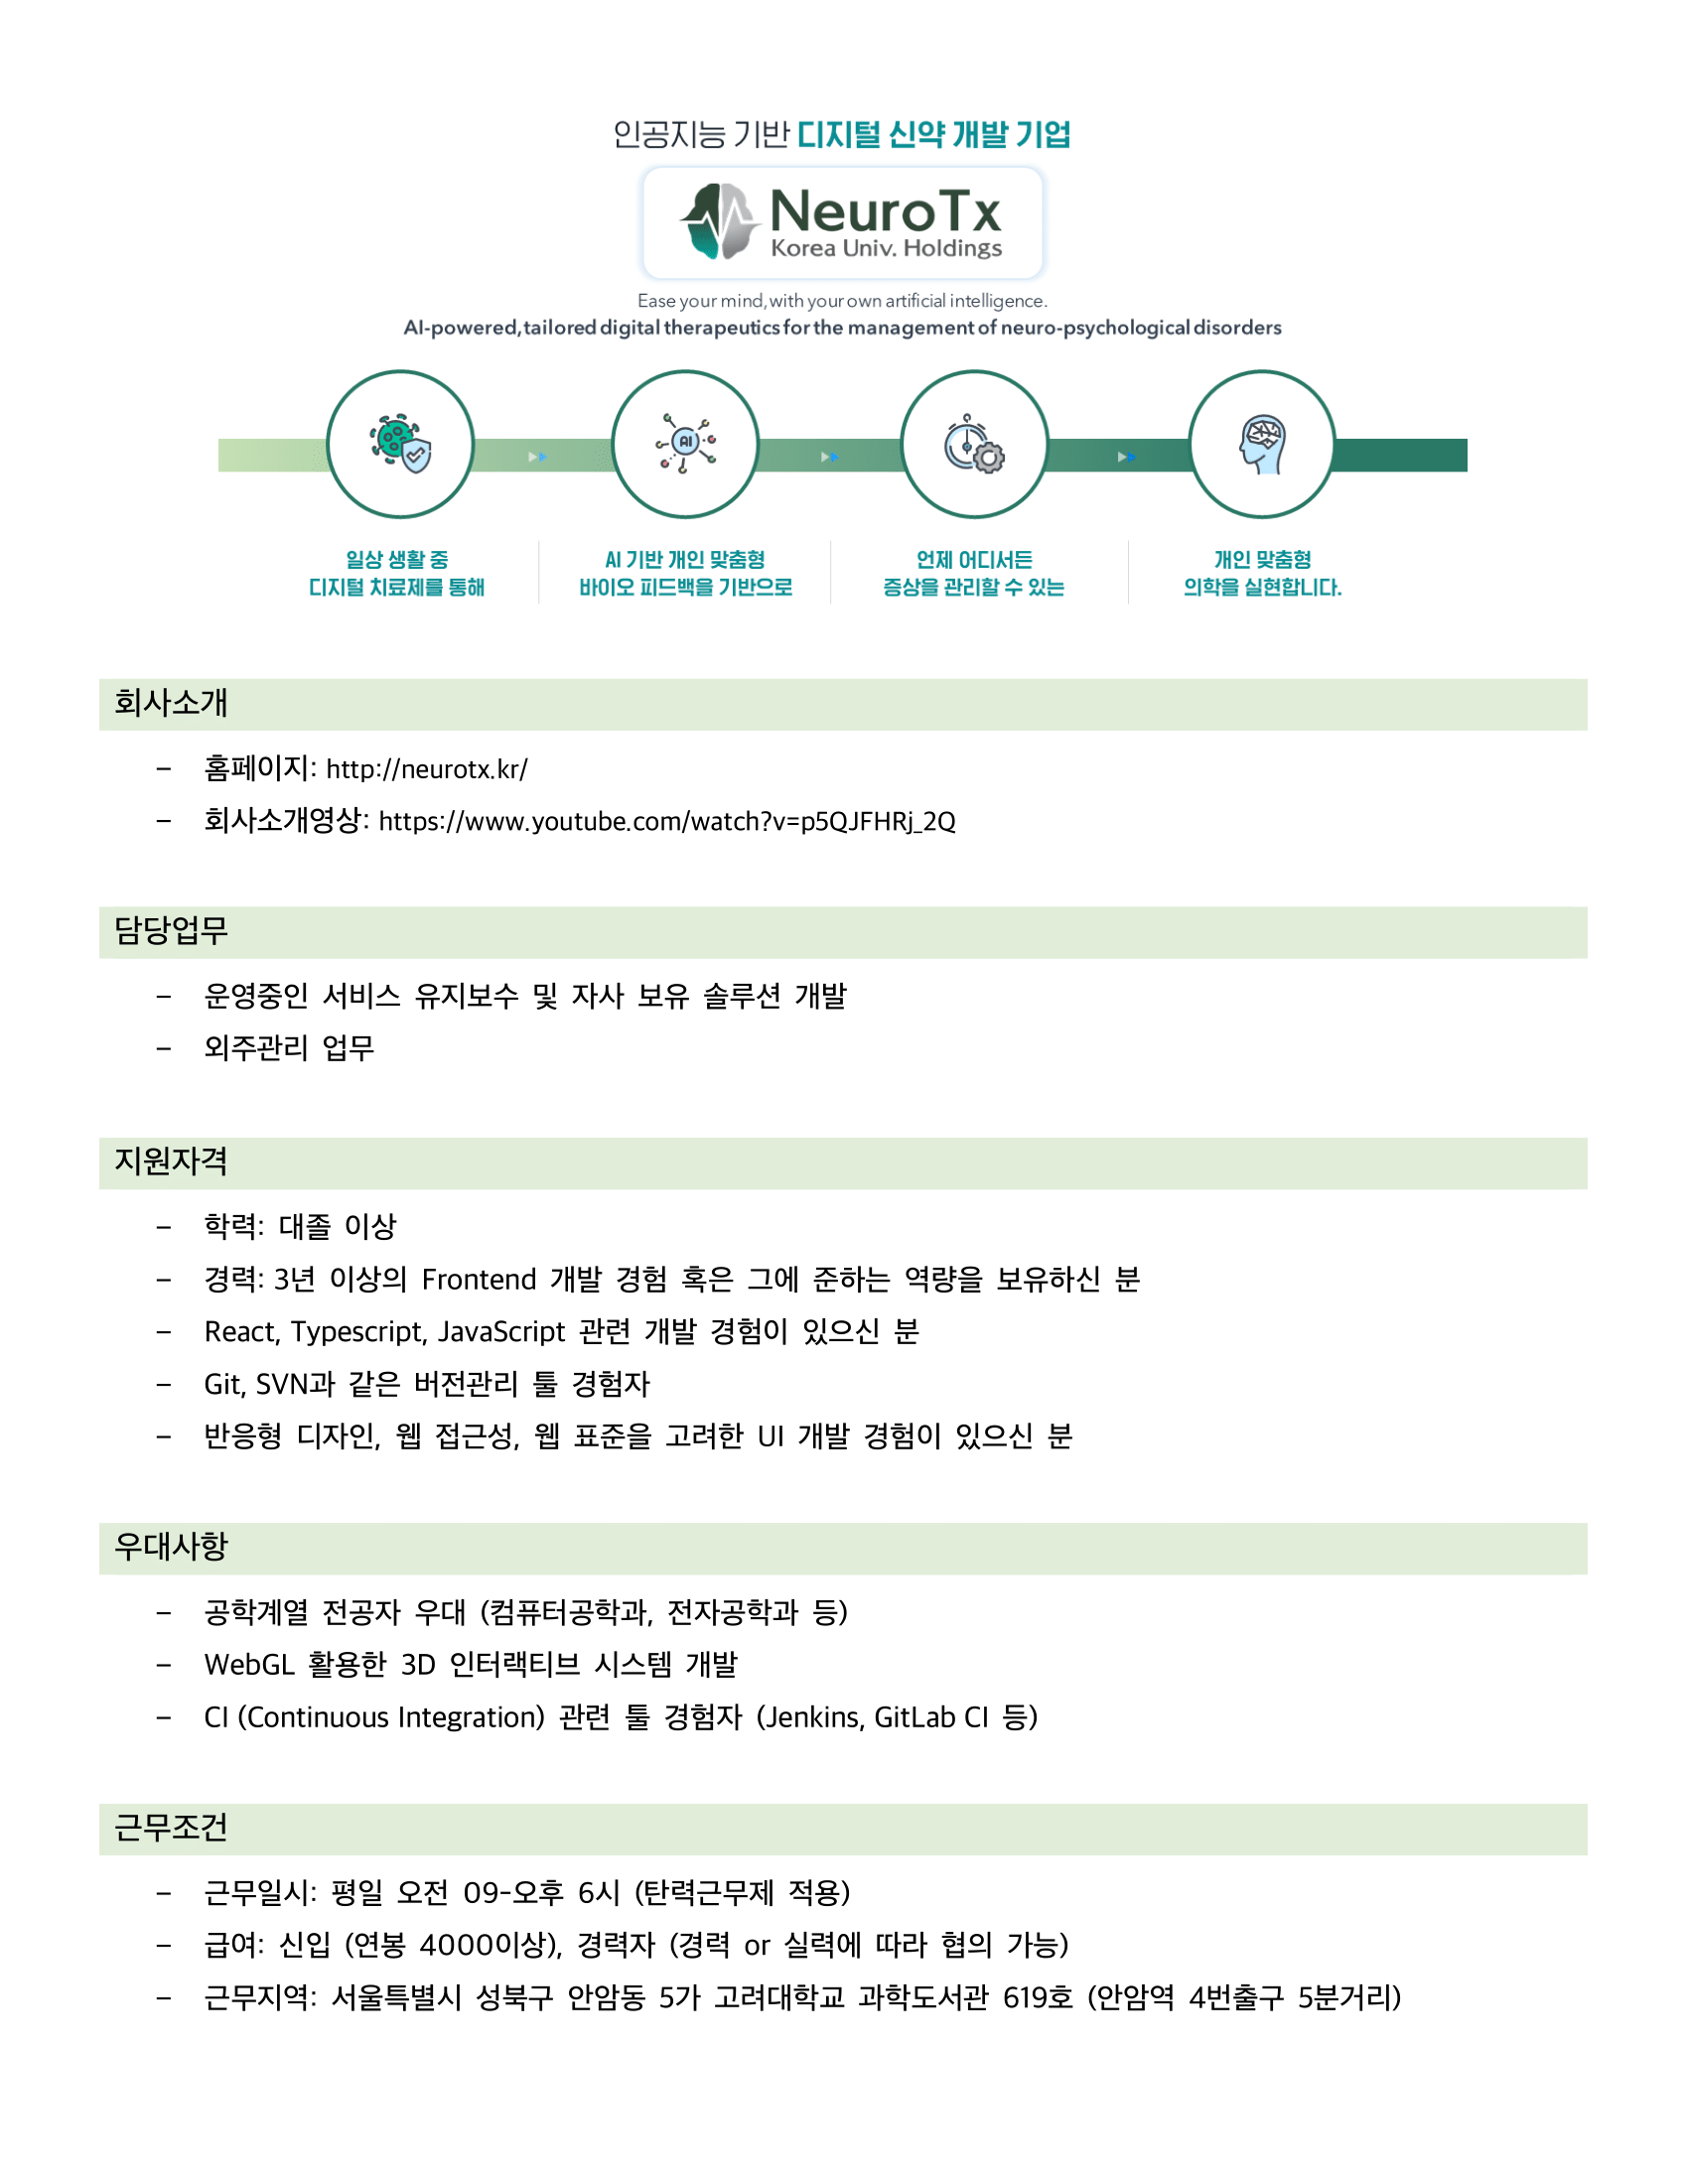 인공지능 기반 디지털 신약 개발 기업
NeuroTx
Korea Univ. Holdings
Ease your mind, with your own artificial intelligence.
AI-powered, tailored digital therapeutics for the management of neuro-psychological disorders
AI
일상 생활 중
디지털 치료제를 통해
AI 기반 개인 맞춤형
바이오 피드백을 기반으로
언제 어디서든
증상을 관리할 수 있는
개인 맞춤형
의학을 실현합니다.
회사소개
– 홈페이지: http://neurotx.kr/
– 회사소개영상: https://www.youtube.com/watch?v=p5QJFHRj_2Q
담당업무
– 운영중인 서비스 유지보수 및 자사 보유 솔루션 개발
– 외주관리 업무
지원자격
– 학력: 대졸 이상
– 경력: 3년 이상의 Frontend 개발 경험 혹은 그에 준하는 역량을 보유하신 분
– React, Typescript, JavaScript 관련 개발 경험이 있으신 분
– Git, SVN과 같은 버전관리 툴 경험자
– 반응형 디자인, 웹 접근성, 웹 표준을 고려한 UI 개발 경험이 있으신 분
우대사항
– 공학계열 전공자 우대 (컴퓨터공학과, 전자공학과 등)
– WebGL 활용한 3D 인터랙티브 시스템 개발
– CI (Continuous Integration) 관련 툴 경험자 (Jenkins, GitLab CI 등)
근무조건
– 근무일시: 평일 오전 09-오후 6시 (탄력근무제 적용)
– 급여: 신입 (연봉 4000이상), 경력자 (경력 or 실력에 따라 협의 가능)
– 근무지역: 서울특별시 성북구 안암동 5가 고려대학교 과학도서관 619호 (안암역 4번출구 5분거리)